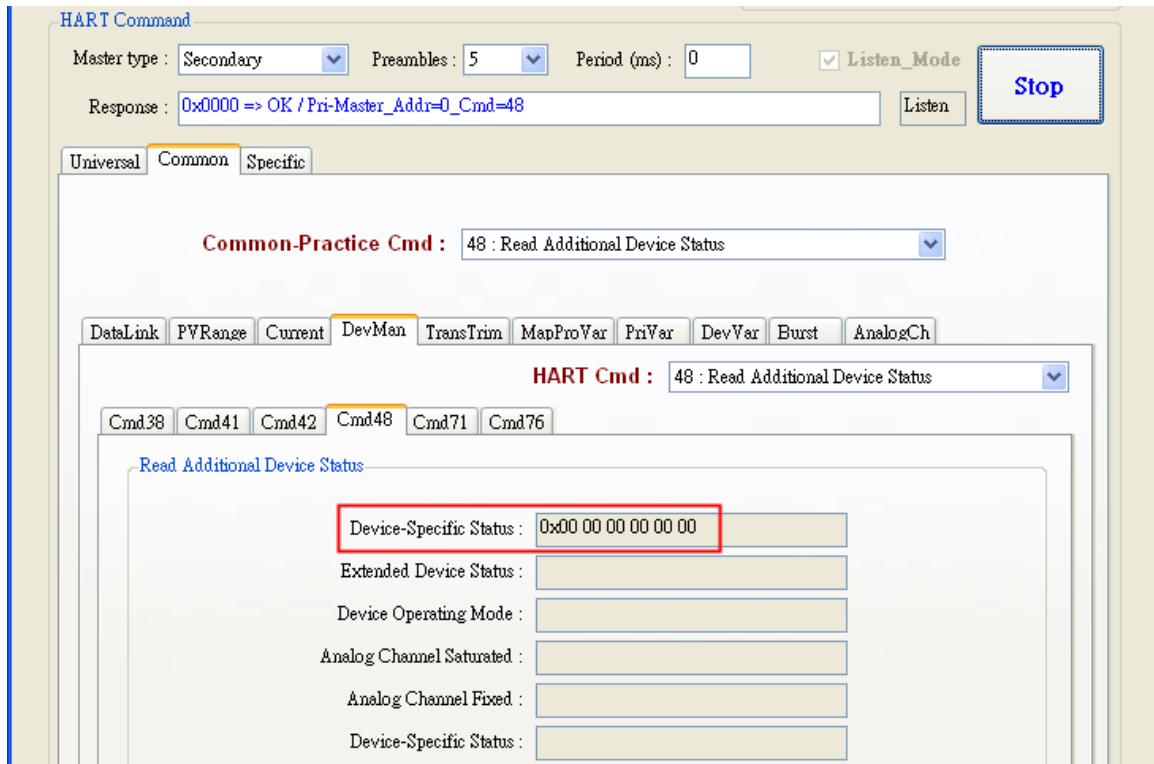 HART Command
Master type : Secondary Preambles : 5 Period (ms) : 0 Listen_Mode Stop
Response : 0x0000 => OK / Pri-Master_Addr=0_Cmd=48 Listen
Universal Common Specific
Common-Practice Cmd : 48 : Read Additional Device Status
DataLink PVRange Current DevMan TransTrim MapProVar PriVar DevVar Burst AnalogCh
HART Cmd : 48 : Read Additional Device Status
Cmd38 Cmd41 Cmd42 Cmd48 Cmd71 Cmd76
Read Additional Device Status
Device-Specific Status : 0x00 00 00 00 00 00
Extended Device Status :
Device Operating Mode :
Analog Channel Saturated :
Analog Channel Fixed :
Device-Specific Status :